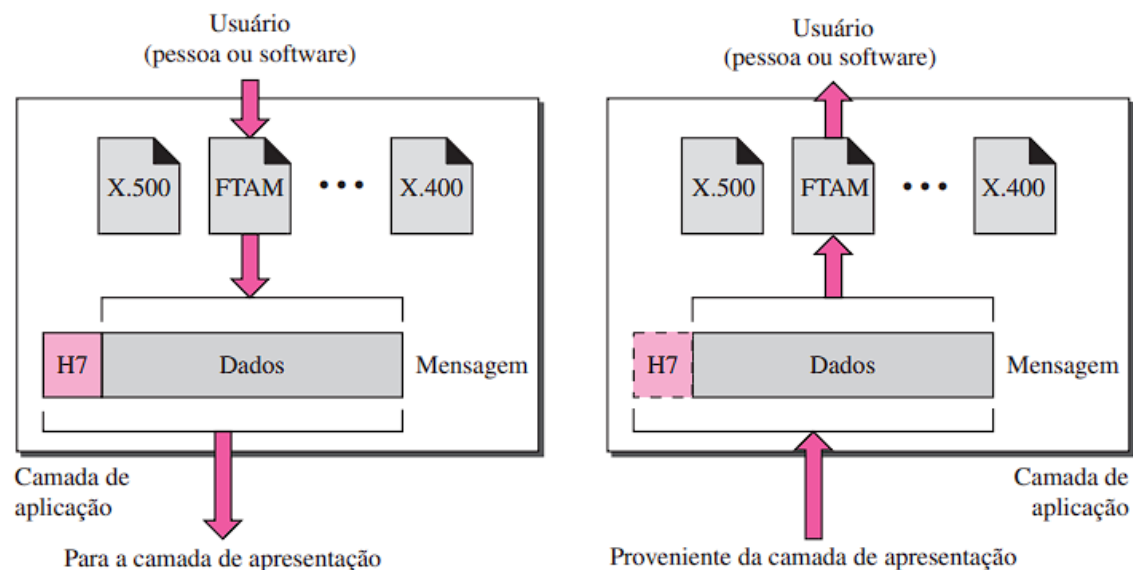 Usuário
(pessoa ou software)
X.500
FTAM
X.400
H7
Dados
Mensagem
Camada de
aplicação
Para a camada de apresentação
Usuário
(pessoa ou software)
X.500
FTAM
X.400
H7
Dados
Mensagem
Camada de
aplicação
Proveniente da camada de apresentação